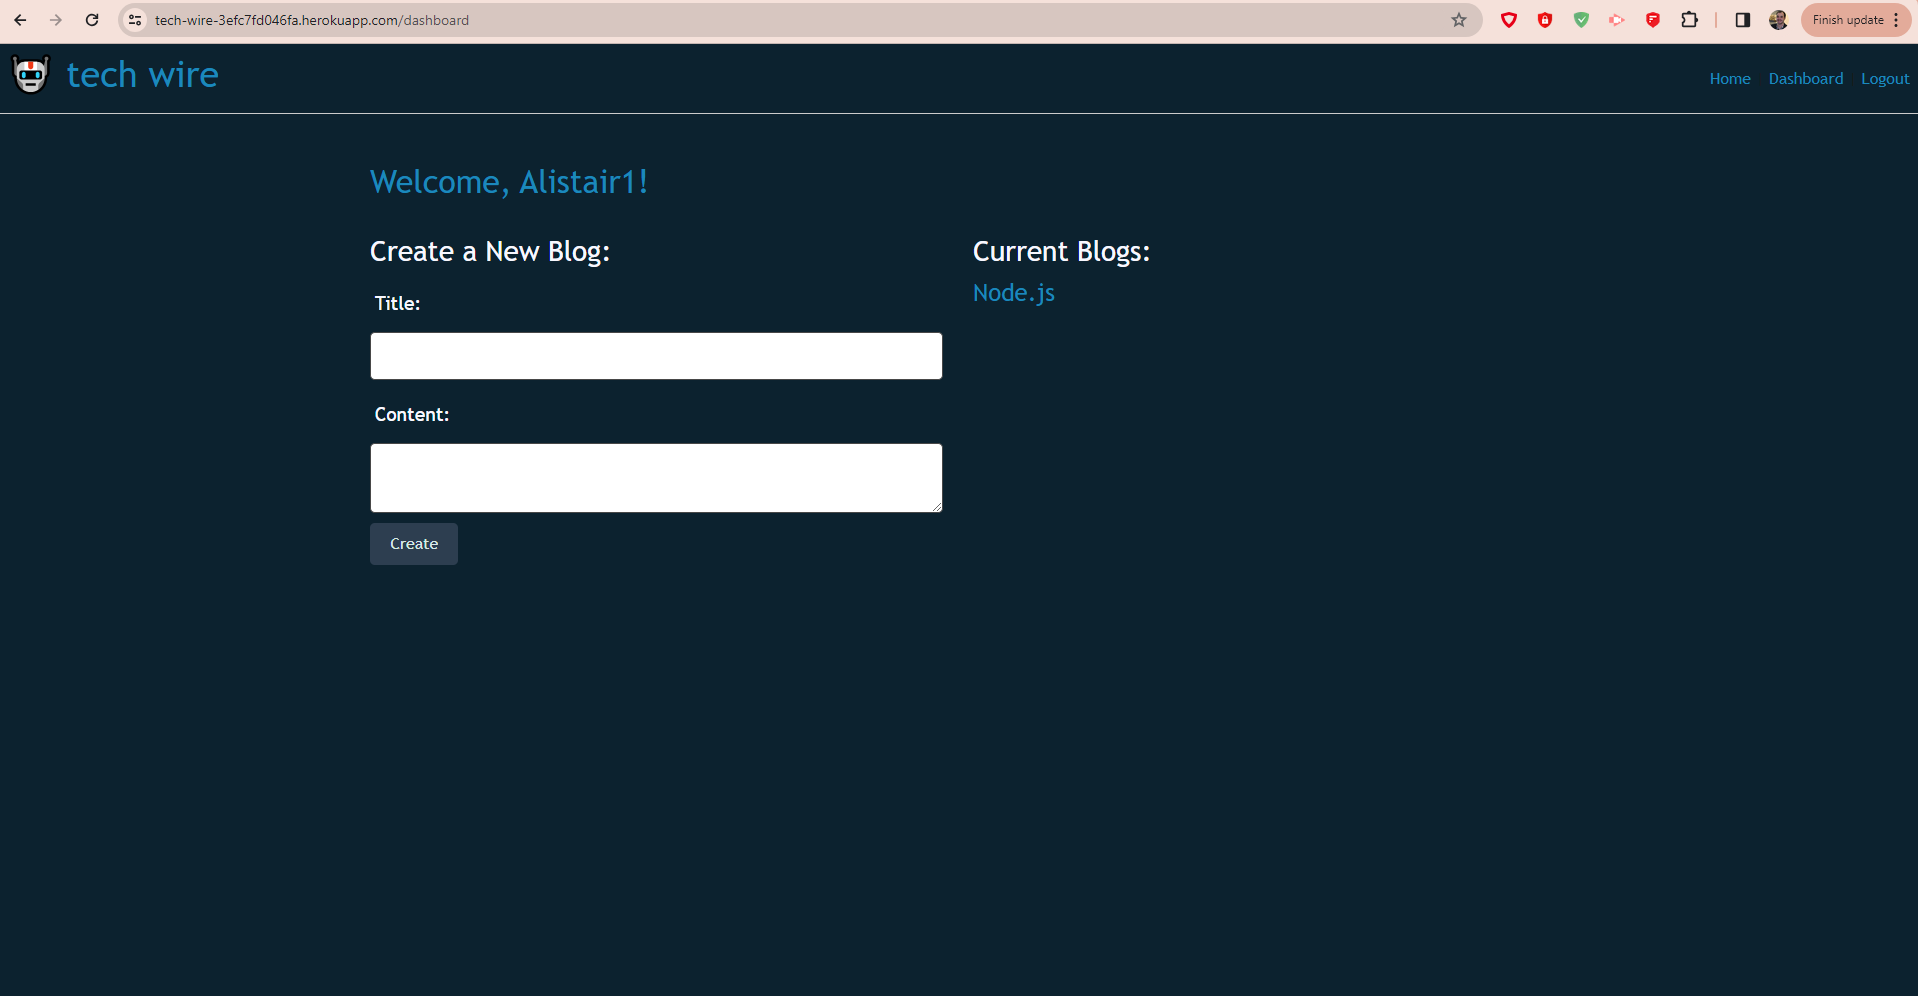 tech-wire-3efc7fd046fa.herokuapp.com/dashboard
Finish update
tech wire
Home Dashboard Logout
Welcome, Alistair1!
Create a New Blog:
Title:
Content:
Create
Current Blogs:
Node.js